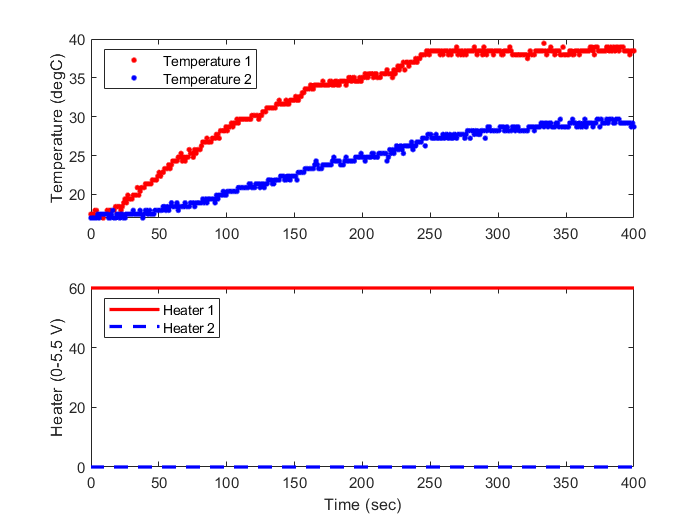 40
35
30
25
20
Temperature (degC)
Temperature 1
Temperature 2
0 50 100 150 200 250 300 350 400
60
40
20
0
Heater (0-5.5 V)
Heater 1
Heater 2
0 50 100 150 200 250 300 350 400
Time (sec)